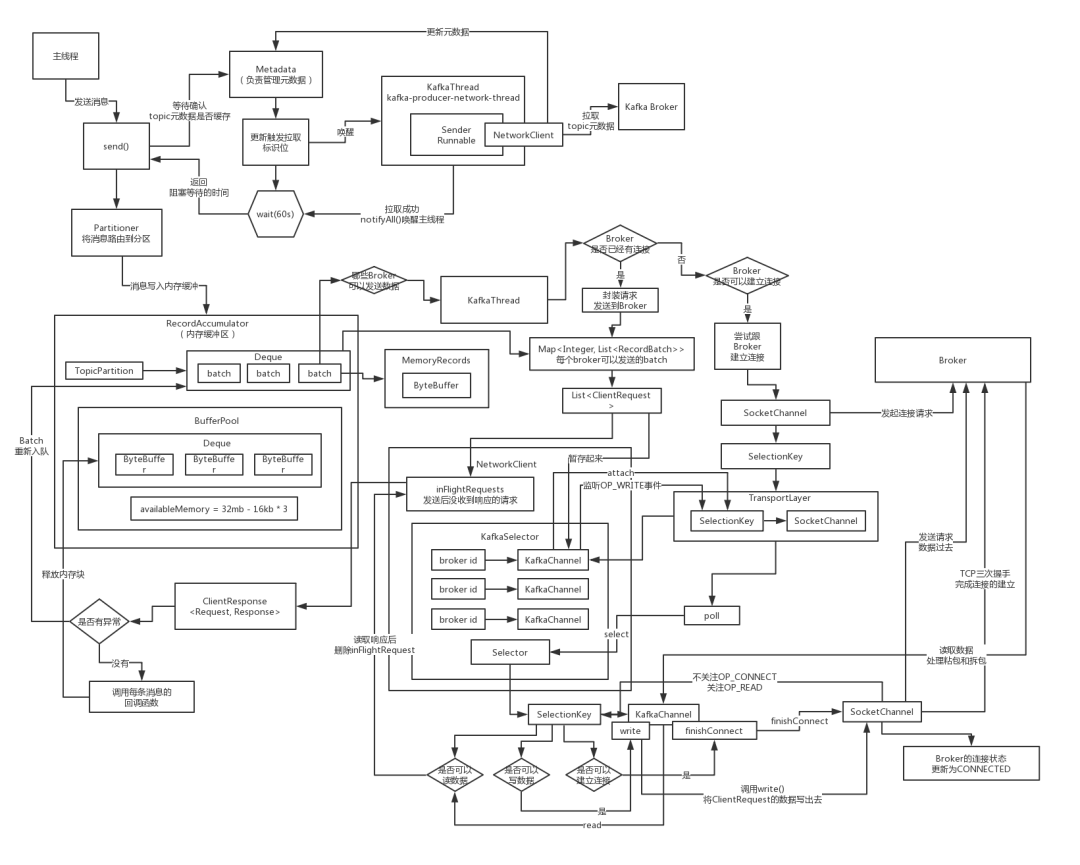 主线程
发送消息
send()
等待确认
topic元数据是否缓存
返回
阻塞等待的时间
Metadata
（负责管理元数据）
更新元数据
更新触发拉取
标识位
唤醒
wait(60s)
KafkaThread
kafka-producer-network-thread
Sender
Runnable
NetworkClient
拉取
topic元数据
Kafka Broker
拉取成功
notifyAll()唤醒主线程
Partitioner
将消息路由到分区
消息写入内存缓冲
哪些Broker
可以发送数据
KafkaThread
Broker
是否已经有连接
是
否
封装请求
发送到Broker
Broker
是否可以建立连接
是
尝试跟
Broker
建立连接
RecordAccumulator
（内存缓冲区）
TopicPartition
Deque
batch
batch
batch
MemoryRecords
ByteBuffer
Map<Integer, List<RecordBatch>>
每个broker可以发送的batch
List<ClientRequest
>
Broker
SocketChannel
发起连接请求
SelectionKey
BufferPool
Deque
ByteBuffe
r
ByteBuffe
r
ByteBuffe
r
availableMemory = 32mb - 16kb * 3
Batch
重新入队
释放内存块
NetworkClient
暂存起来
inFlightRequests
发送后没收到响应的请求
attach
监听OP_WRITE事件
TransportLayer
SelectionKey
SocketChannel
KafkaSelector
broker id
KafkaChannel
broker id
KafkaChannel
broker id
KafkaChannel
Selector
select
poll
发送请求
数据过去
TCP三次握手
完成连接的建立
ClientResponse
<Request, Response>
是否有异常
没有
调用每条消息的
回调函数
读取响应后
删除inFlightRequest
读取数据
处理粘包和拆包
不关注OP_CONNECT
关注OP_READ
SelectionKey
KafkaChannel
write
finishConnect
finishConnect
SocketChannel
Broker的连接状态
更新为CONNECTED
是否可以
读数据
是否可以
写数据
是否可以
建立连接
是
是
调用write()
将ClientRequest的数据写出去
read